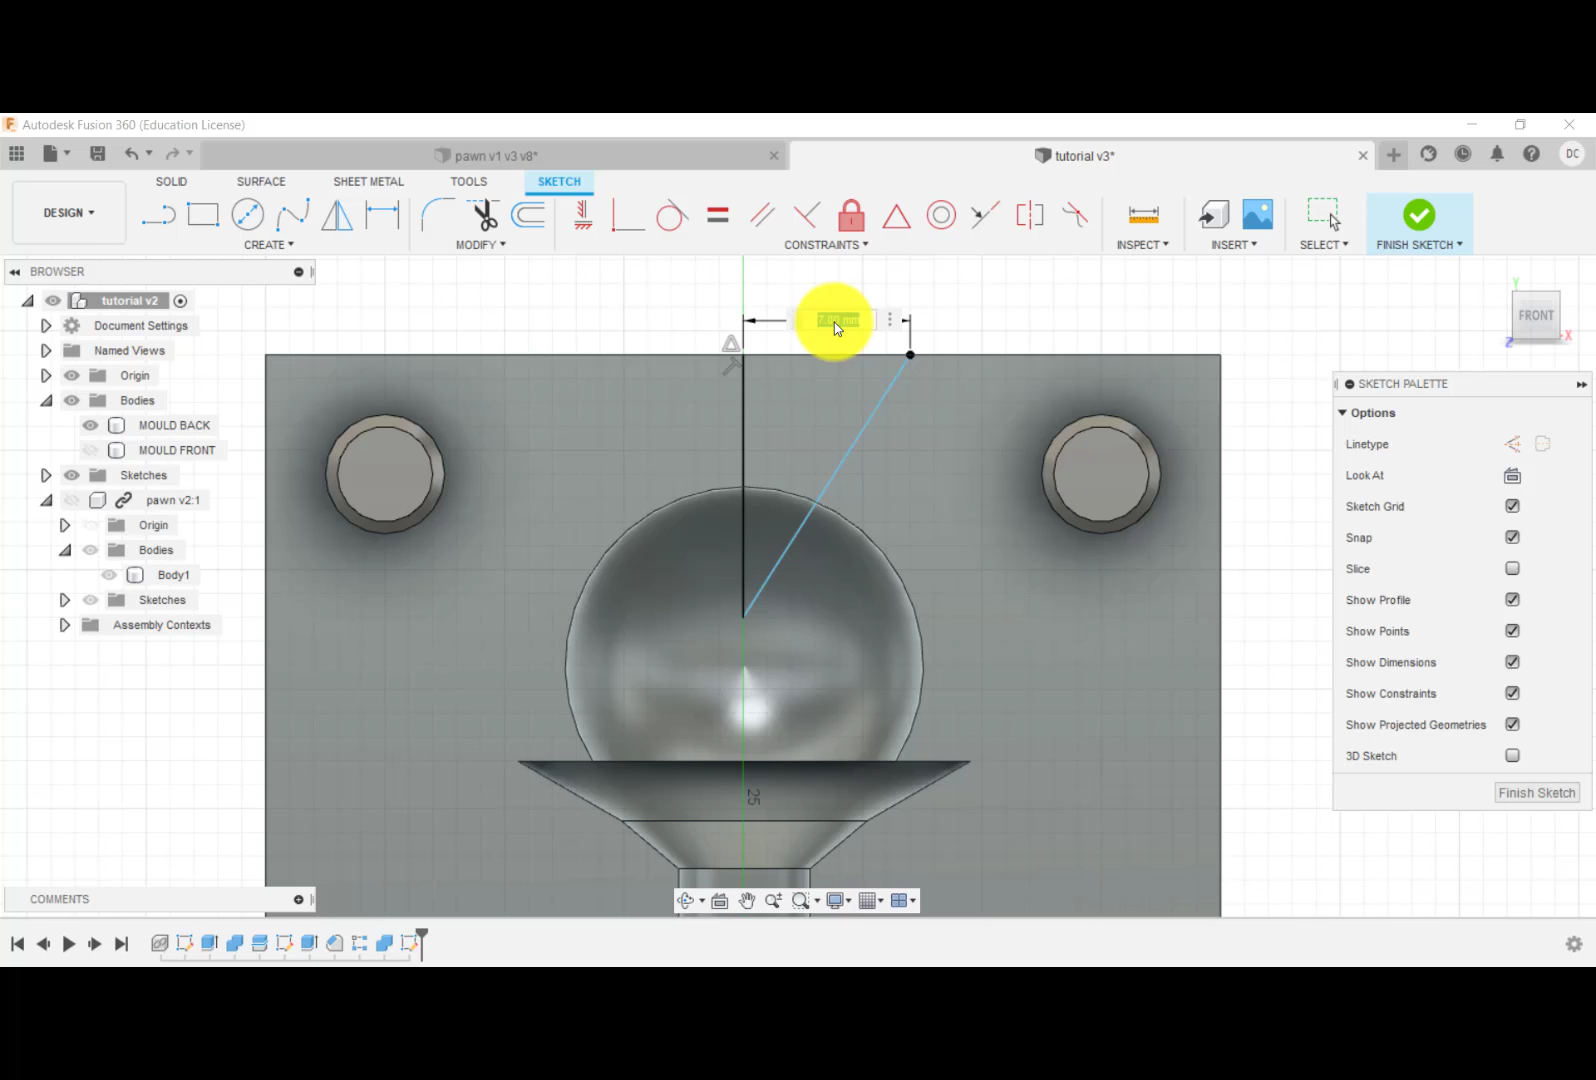 Autodesk Fusion 360 (Education License)
pawn v1 v3 v8*
tutorial v3*
DC
SOLID
SURFACE
SHEET METAL
TOOLS
SKETCH
DESIGN
CREATE
MODIFY
CONSTRAINTS
INSPECT
INSERT
SELECT
FINISH SKETCH
BROWSER
tutorial v2
Document Settings
Named Views
Origin
Bodies
MOULD BACK
MOULD FRONT
Sketches
pawn v2:1
Origin
Bodies
Body1
Sketches
Assembly Contexts
mm
25
Y
FRONT
X
Z
SKETCH PALETTE
Options
Linetype
Look At
Sketch Grid
Snap
Slice
Show Profile
Show Points
Show Dimensions
Show Constraints
Show Projected Geometries
3D Sketch
Finish Sketch
COMMENTS